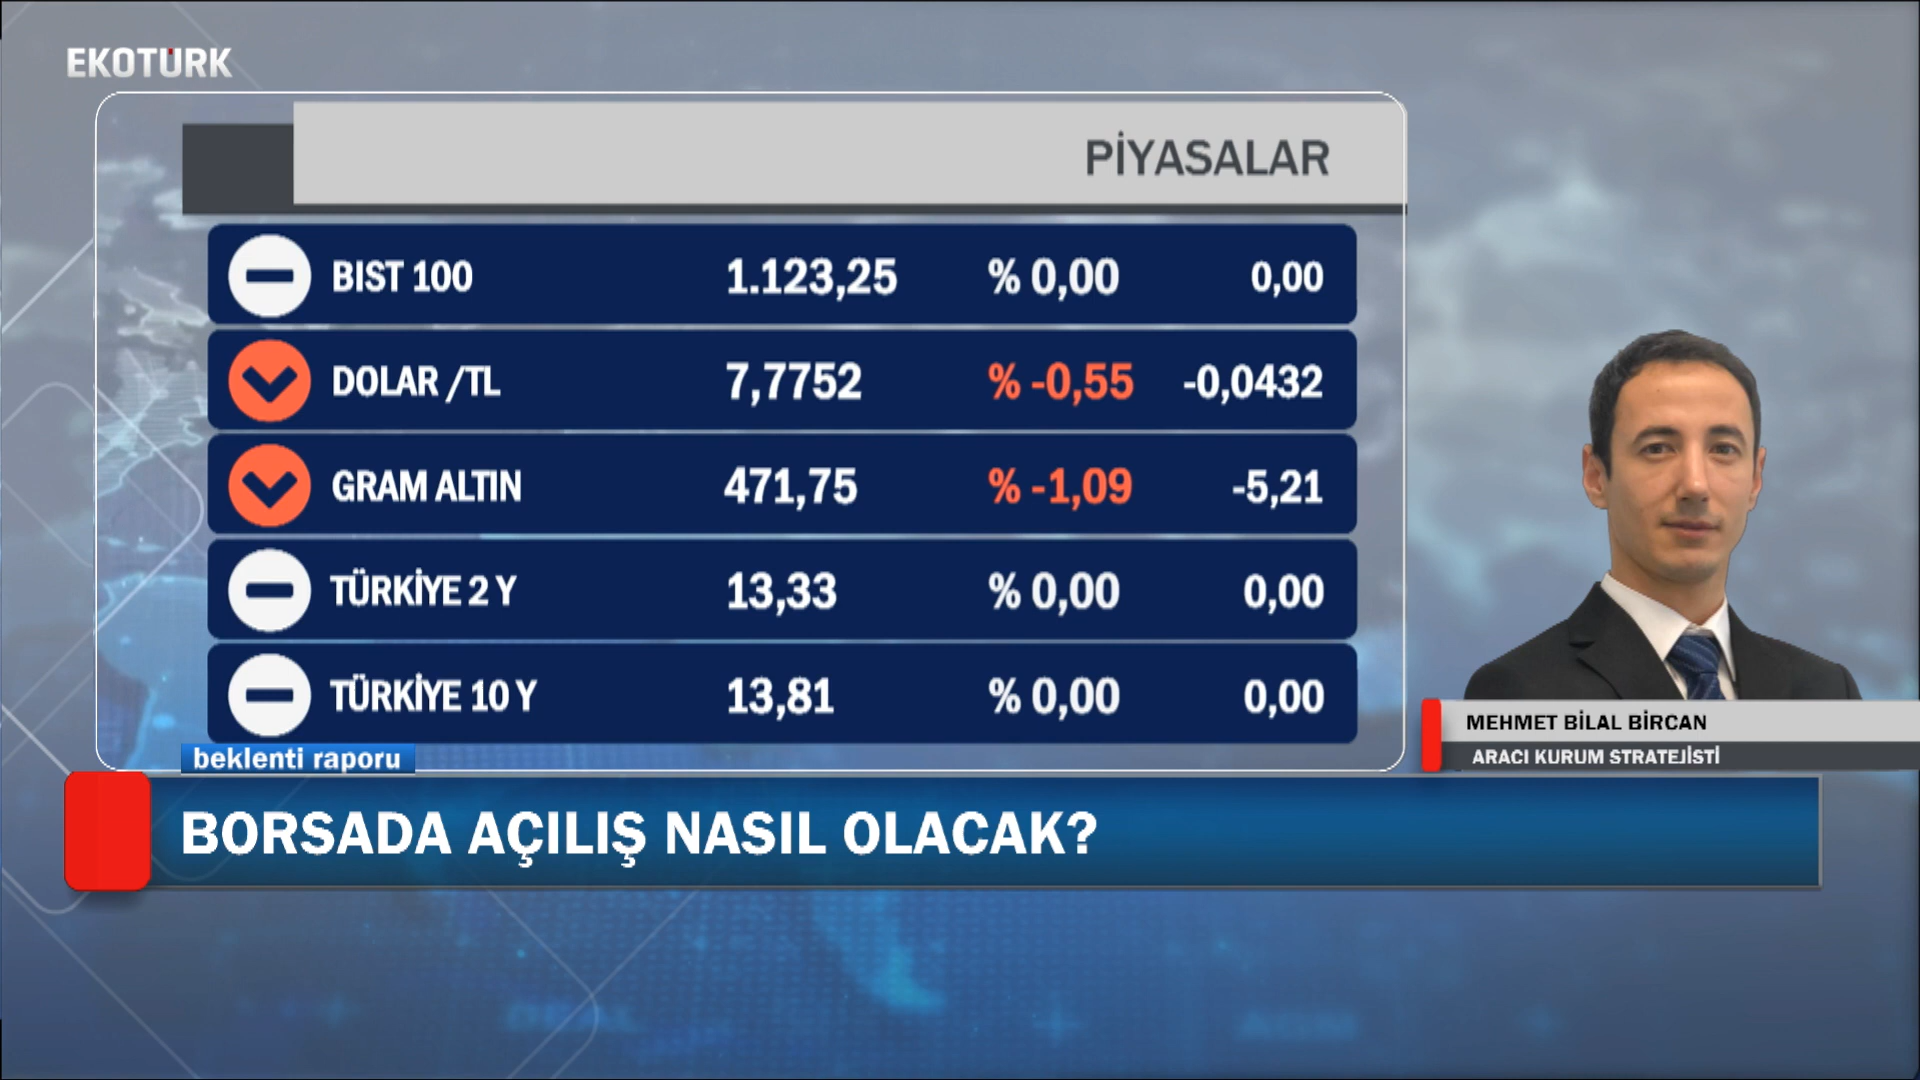 EKOTÜRK
PİYASALAR
BIST 100 1.123,25 % 0,00 0,00
DOLAR /TL 7,7752 % -0,55 -0,0432
GRAM ALTIN 471,75 % -1,09 -5,21
TÜRKİYE 2 Y 13,33 % 0,00 0,00
TÜRKİYE 10 Y 13,81 % 0,00 0,00
MEHMET BİLAL BİRCAN
ARACI KURUM STRATEJİSTİ
beklenti raporu
BORSADA AÇILIŞ NASIL OLACAK?